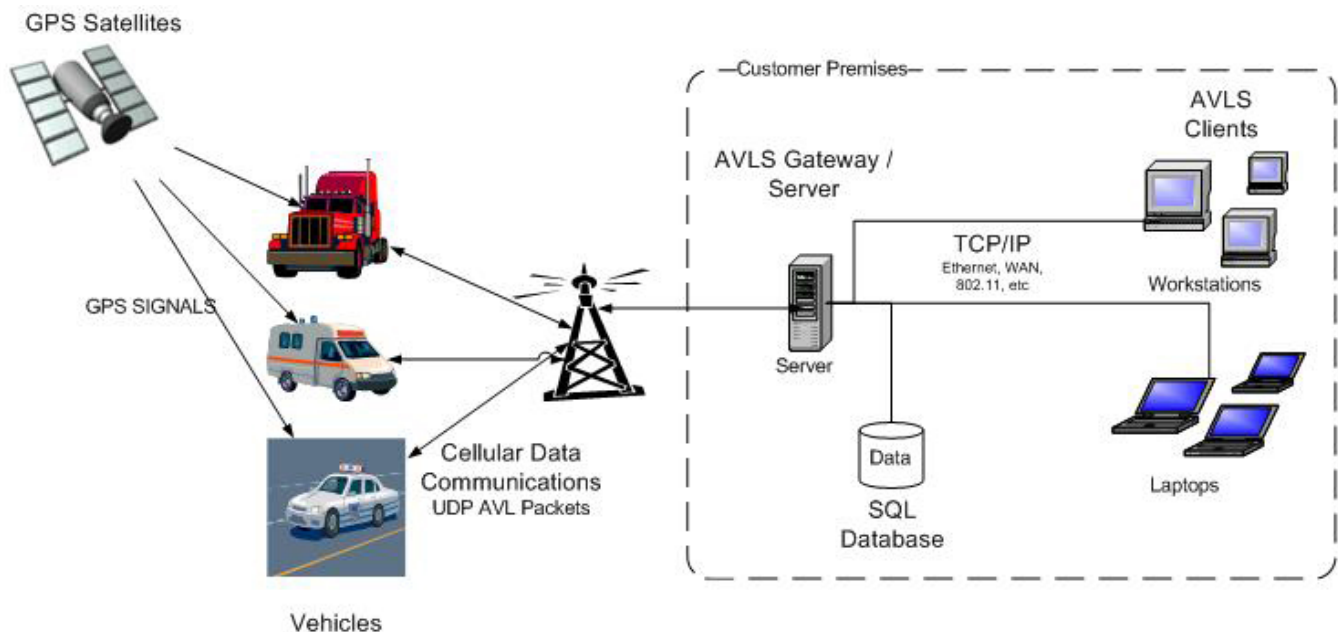 GPS Satellites
GPS SIGNALS
Vehicles
Cellular Data
Communications
UDP AVL Packets
Customer Premises
AVLS Gateway /
Server
Server
TCP/IP
Ethernet, WAN,
802.11, etc
Data
SQL
Database
AVLS
Clients
Workstations
Laptops